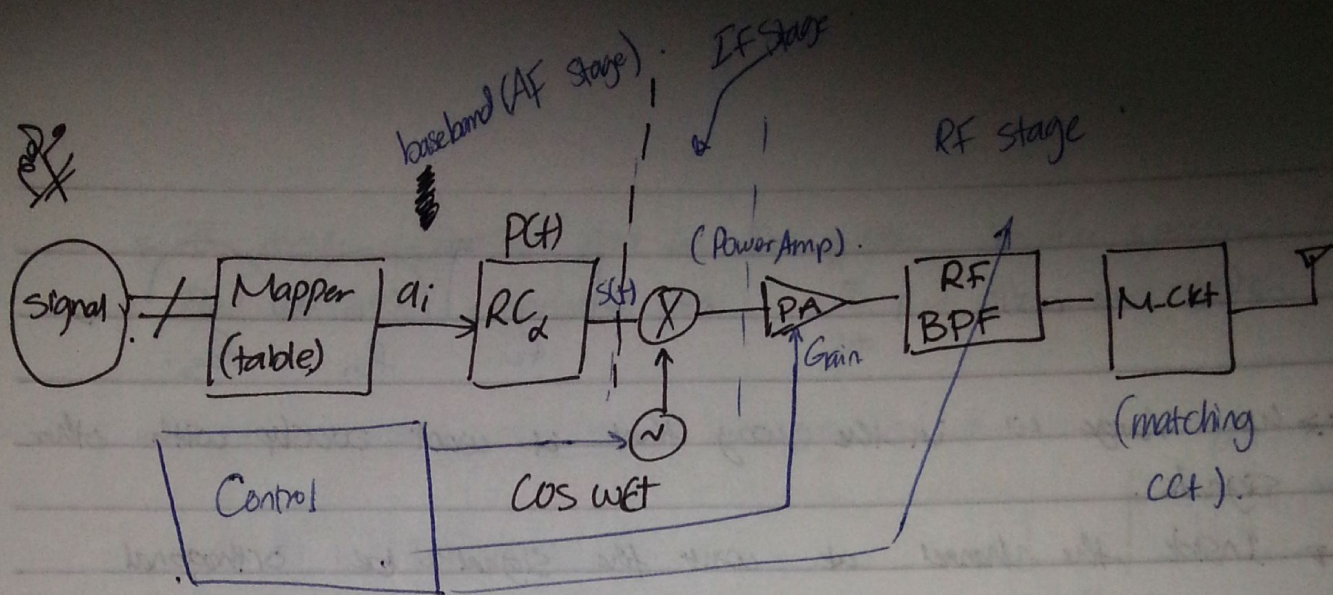 baseband (AF stage)
IF Stage
RF stage
P(t)
(Power Amp).
Signal
Mapper
(table)
ai
RC α
S(t)
X
PA
Gain
RF
BPF
M-Ckt
(matching
cct).
Control
~
Cos wct